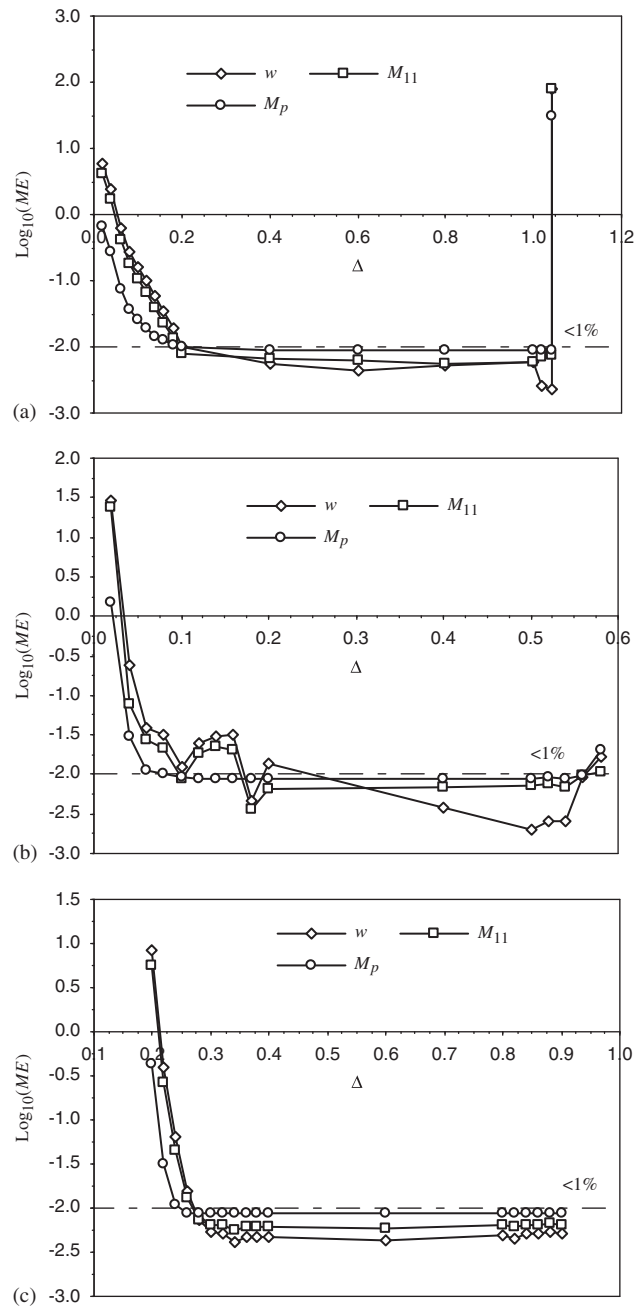 3.0
2.0
1.0
0.0
-1.0
-2.0
-3.0
Log10(ME)
w
M11
Mp
0.0 0.2 0.4 0.6 0.8 1.0 1.2
Δ
<1%
(a)
2.0
1.5
1.0
0.5
0.0
-0.5
-1.0
-1.5
-2.0
-2.5
-3.0
Log10(ME)
w
M11
Mp
0.0 0.1 0.2 0.3 0.4 0.5 0.6
Δ
<1%
(b)
1.5
1.0
0.5
0.0
-0.5
-1.0
-1.5
-2.0
-2.5
-3.0
Log10(ME)
w
M11
Mp
0.1 0.2 0.3 0.4 0.5 0.6 0.7 0.8 0.9 1.0
Δ
<1%
(c)